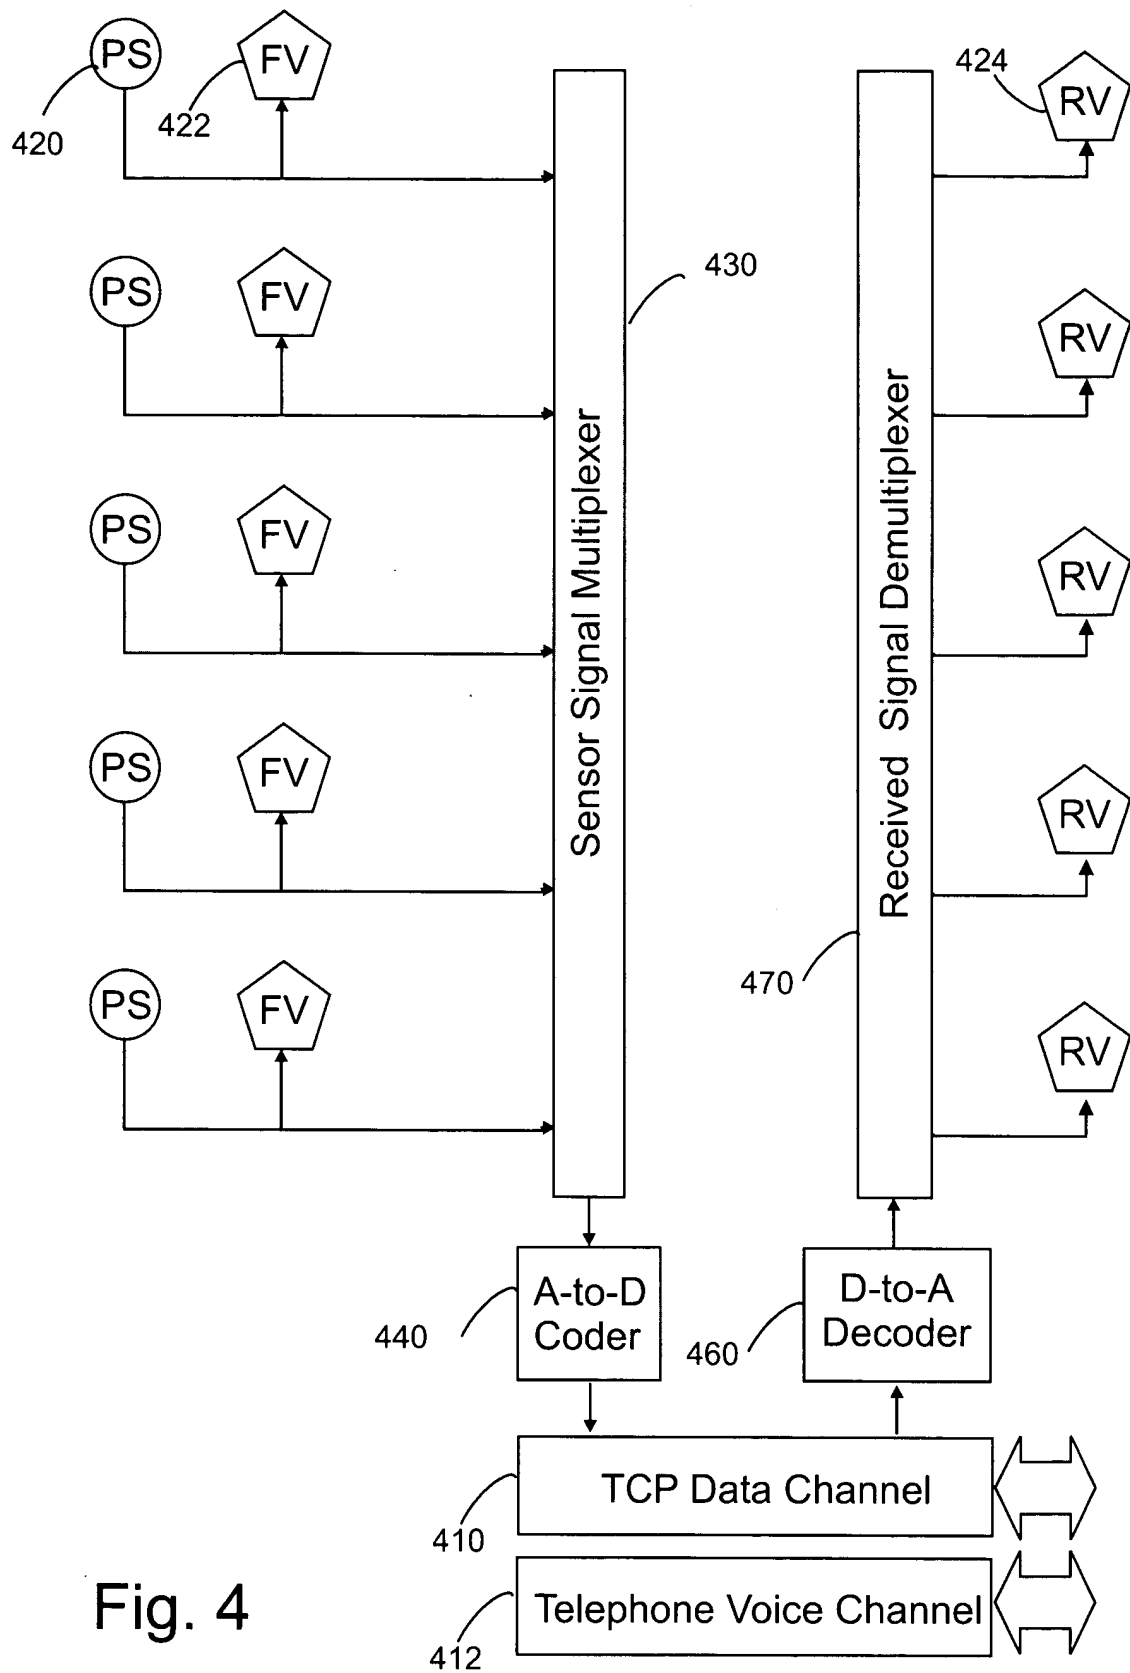 PS
FV
424
RV
420
422
PS
FV
430
RV
PS
FV
Sensor Signal Multiplexer
Received Signal Demultiplexer
RV
PS
FV
RV
PS
FV
470
RV
A-to-D
Coder
440
D-to-A
Decoder
460
TCP Data Channel
410
Telephone Voice Channel
412
Fig. 4